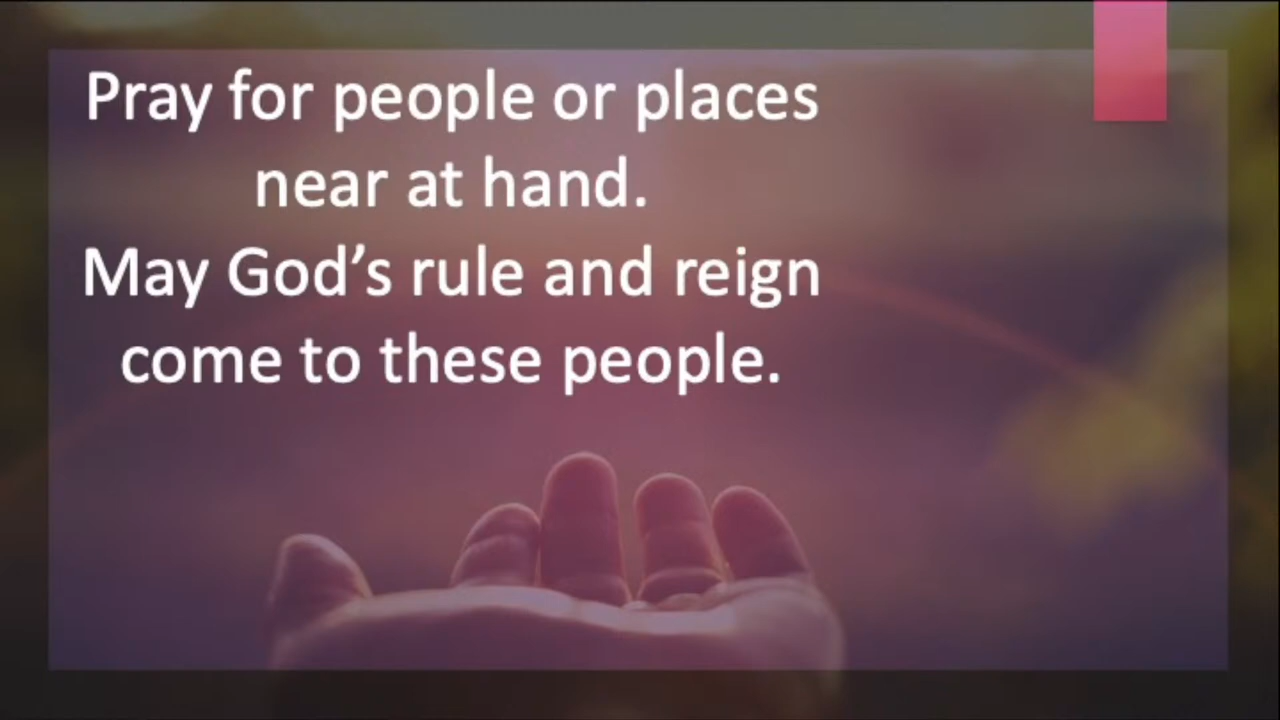 Pray for people or places
near at hand.
May God’s rule and reign
come to these people.